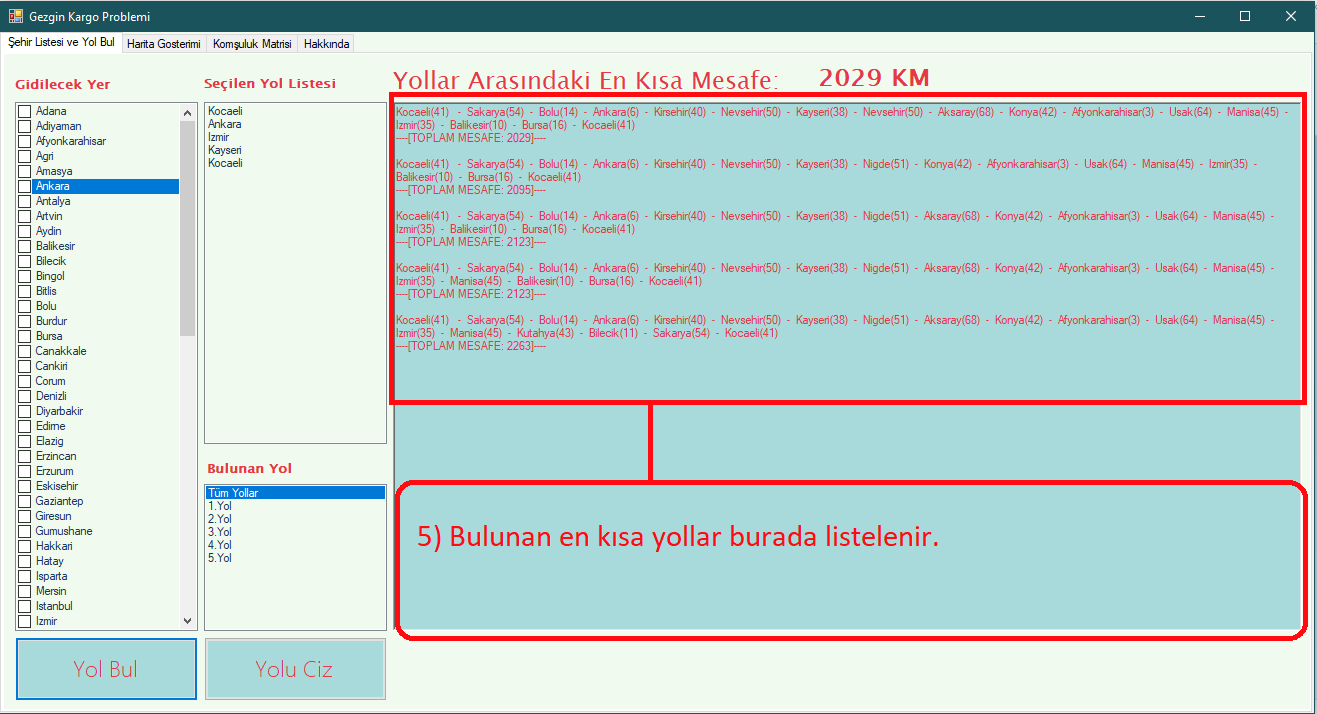 Gezgin Kargo Problemi
Şehir Listesi ve Yol Bul
Harita Gosterimi
Komşuluk Matrisi
Hakkında
Gidilecek Yer
Adana
Adiyaman
Afyonkarahisar
Agri
Amasya
Ankara
Antalya
Artvin
Aydin
Balikesir
Bilecik
Bingol
Bitlis
Bolu
Burdur
Bursa
Canakkale
Cankiri
Corum
Denizli
Diyarbakir
Edirne
Elazig
Erzincan
Erzurum
Eskisehir
Gaziantep
Giresun
Gumushane
Hakkari
Hatay
Isparta
Mersin
Istanbul
Izmir
Yol Bul
Seçilen Yol Listesi
Kocaeli
Ankara
Izmir
Kayseri
Kocaeli
Bulunan Yol
Tüm Yollar
1.Yol
2.Yol
3.Yol
4.Yol
5.Yol
Yolu Ciz
Yollar Arasındaki En Kısa Mesafe: 2029 KM
Kocaeli(41) - Sakarya(54) - Bolu(14) - Ankara(6) - Kirsehir(40) - Nevsehir(50) - Kayseri(38) - Nevsehir(50) - Aksaray(68) - Konya(42) - Afyonkarahisar(3) - Usak(64) - Manisa(45) -
Izmir(35) - Balikesir(10) - Bursa(16) - Kocaeli(41)
----[TOPLAM MESAFE: 2029]----
Kocaeli(41) - Sakarya(54) - Bolu(14) - Ankara(6) - Kirsehir(40) - Nevsehir(50) - Kayseri(38) - Nigde(51) - Konya(42) - Afyonkarahisar(3) - Usak(64) - Manisa(45) - Izmir(35) -
Balikesir(10) - Bursa(16) - Kocaeli(41)
----[TOPLAM MESAFE: 2095]----
Kocaeli(41) - Sakarya(54) - Bolu(14) - Ankara(6) - Kirsehir(40) - Nevsehir(50) - Kayseri(38) - Nigde(51) - Aksaray(68) - Konya(42) - Afyonkarahisar(3) - Usak(64) - Manisa(45) -
Izmir(35) - Balikesir(10) - Bursa(16) - Kocaeli(41)
----[TOPLAM MESAFE: 2123]----
Kocaeli(41) - Sakarya(54) - Bolu(14) - Ankara(6) - Kirsehir(40) - Nevsehir(50) - Kayseri(38) - Nigde(51) - Aksaray(68) - Konya(42) - Afyonkarahisar(3) - Usak(64) - Manisa(45) -
Izmir(35) - Manisa(45) - Balikesir(10) - Bursa(16) - Kocaeli(41)
----[TOPLAM MESAFE: 2123]----
Kocaeli(41) - Sakarya(54) - Bolu(14) - Ankara(6) - Kirsehir(40) - Nevsehir(50) - Kayseri(38) - Nigde(51) - Aksaray(68) - Konya(42) - Afyonkarahisar(3) - Usak(64) - Manisa(45) -
Izmir(35) - Manisa(45) - Kutahya(43) - Bilecik(11) - Sakarya(54) - Kocaeli(41)
----[TOPLAM MESAFE: 2263]----
5) Bulunan en kısa yollar burada listelenir.